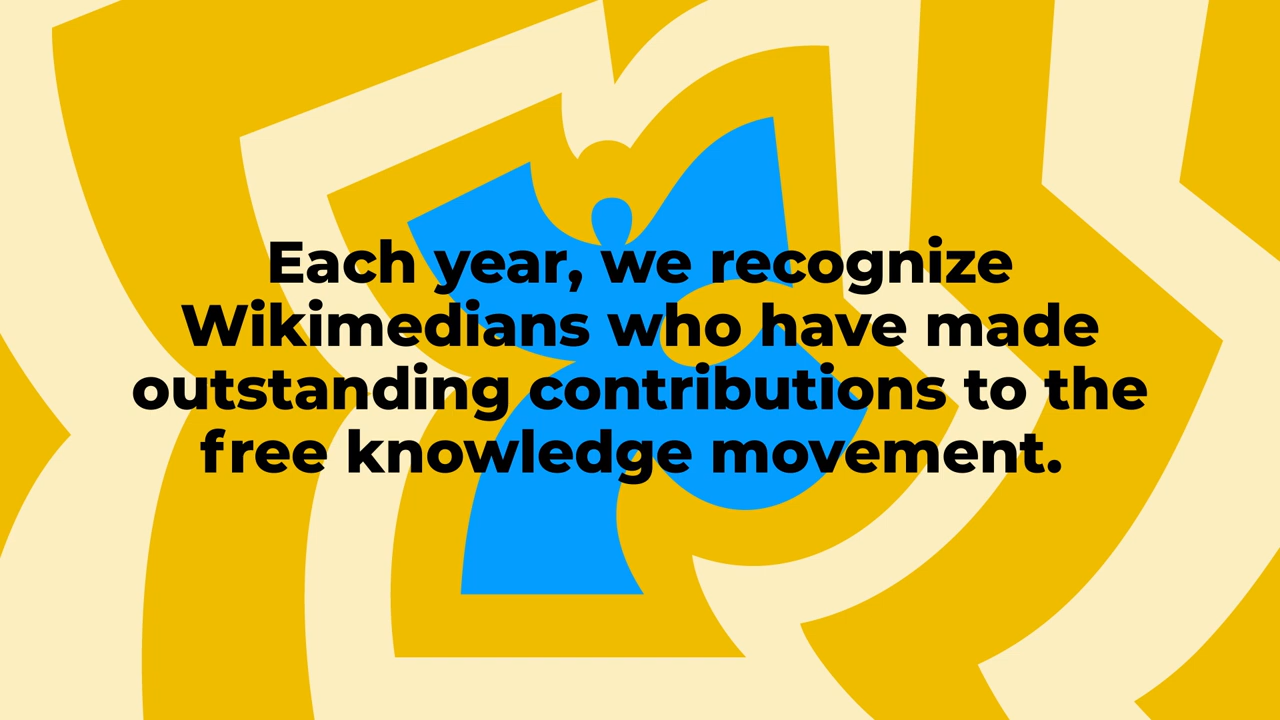 Each year, we recognize
Wikimedians who have made
outstanding contributions to the
free knowledge movement.